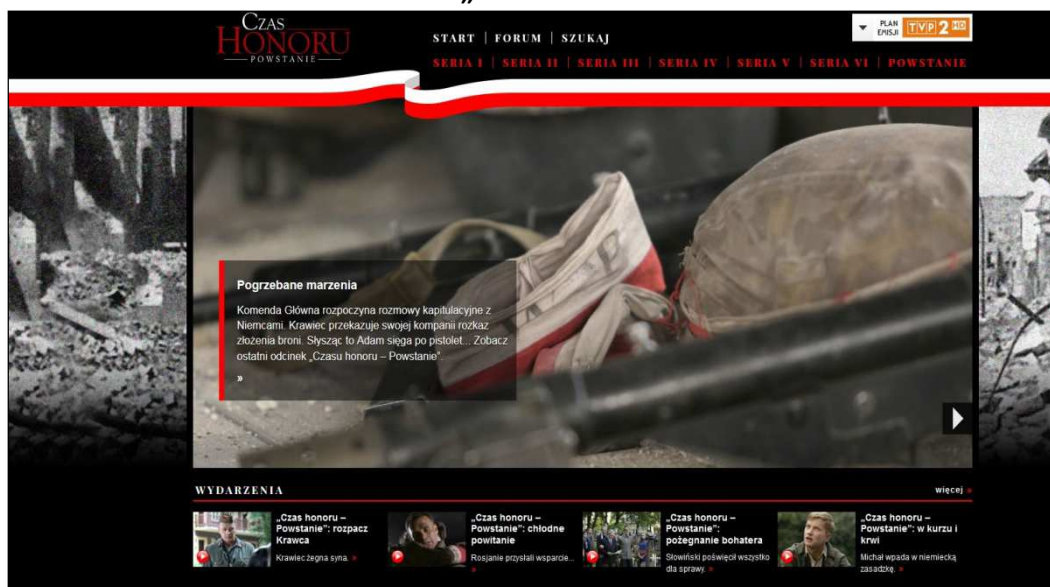 „
CZAS
HONORU
POWSTANIE
START | FORUM | SZUKAJ
PLAN
EMISJI
TVP 2 HD
SERIA I | SERIA II | SERIA III | SERIA IV | SERIA V | SERIA VI | POWSTANIE
Pogrzebane marzenia
Komenda Główna rozpoczyna rozmowy kapitulacyjne z
Niemcami. Krawiec przekazuje swojej kompanii rozkaz
złożenia broni. Słysząc to Adam sięga po pistolet... Zobacz
ostatni odcinek „Czasu honoru – Powstanie".
»
WYDARZENIA
więcej »
„Czas honoru –
Powstanie": rozpacz
Krawca
Krawiec żegna syna. »
„Czas honoru –
Powstanie": chłodne
powitanie
Rosjanie przysłali wsparcie...
»
„Czas honoru –
Powstanie":
pożegnanie bohatera
Słowiński poświęcił wszystko
dla sprawy. »
„Czas honoru –
Powstanie": w kurzu i
krwi
Michał wpada w niemiecką
zasadzkę. »